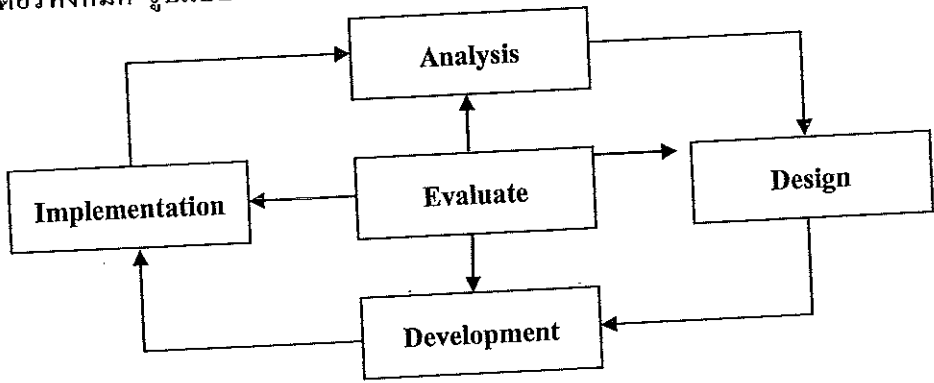 Analysis
Evaluate
Design
Implementation
Development